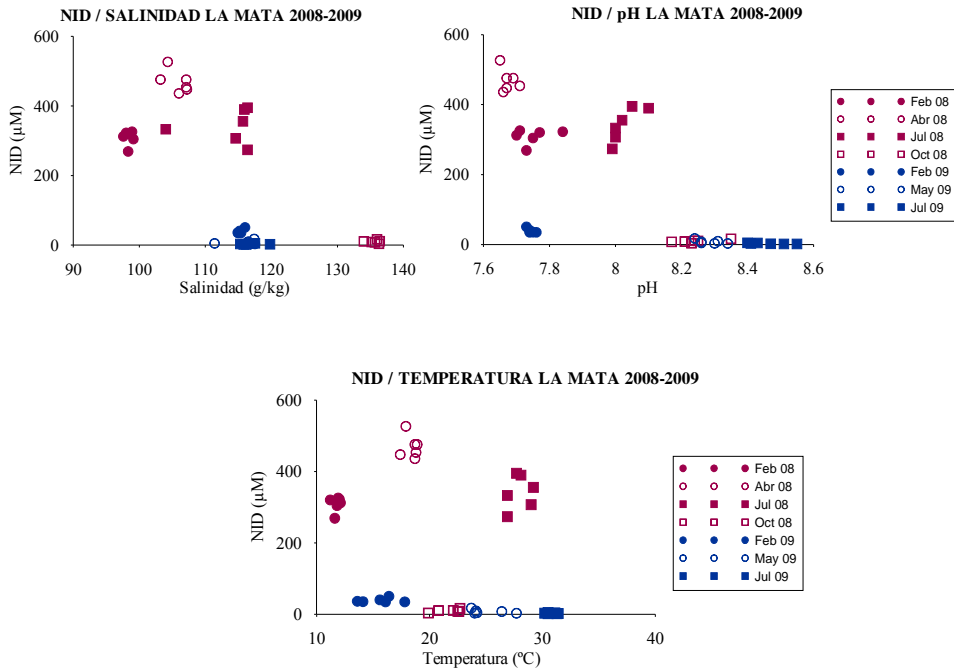 NID / SALINIDAD LA MATA 2008-2009
600
400
200
0
NID (µM)
90 100 110 120 130 140
Salinidad (g/kg)
NID / pH LA MATA 2008-2009
600
400
200
0
NID (µM)
7.6 7.8 8 8.2 8.4 8.6
pH
Feb 08
Abr 08
Jul 08
Oct 08
Feb 09
May 09
Jul 09
NID / TEMPERATURA LA MATA 2008-2009
600
400
200
0
NID (µM)
10 20 30 40
Temperatura (ºC)
Feb 08
Abr 08
Jul 08
Oct 08
Feb 09
May 09
Jul 09